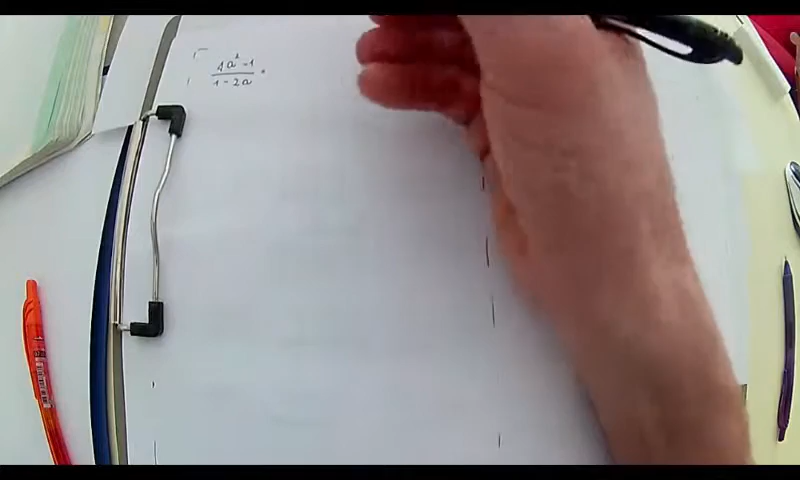 4a² - 1
1 - 2a =